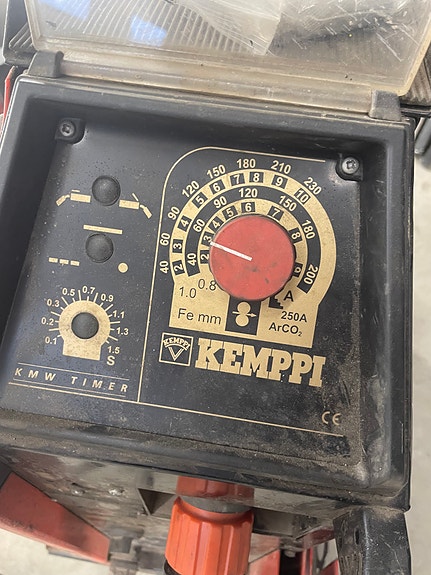 40 60 90 120 150 180 210 230
2 3 4 5 6 7 8 9 10
40 60 90 120 150 200
2 3 4 5 6 7 8 9
1.0 0.8
A
Fe mm
250A
ArCO2
0.1 0.2 0.3 0.5 0.7 0.9 1.1 1.3 1.5
S
KMW TIMER
KEMPPI
KEMPPI
CE